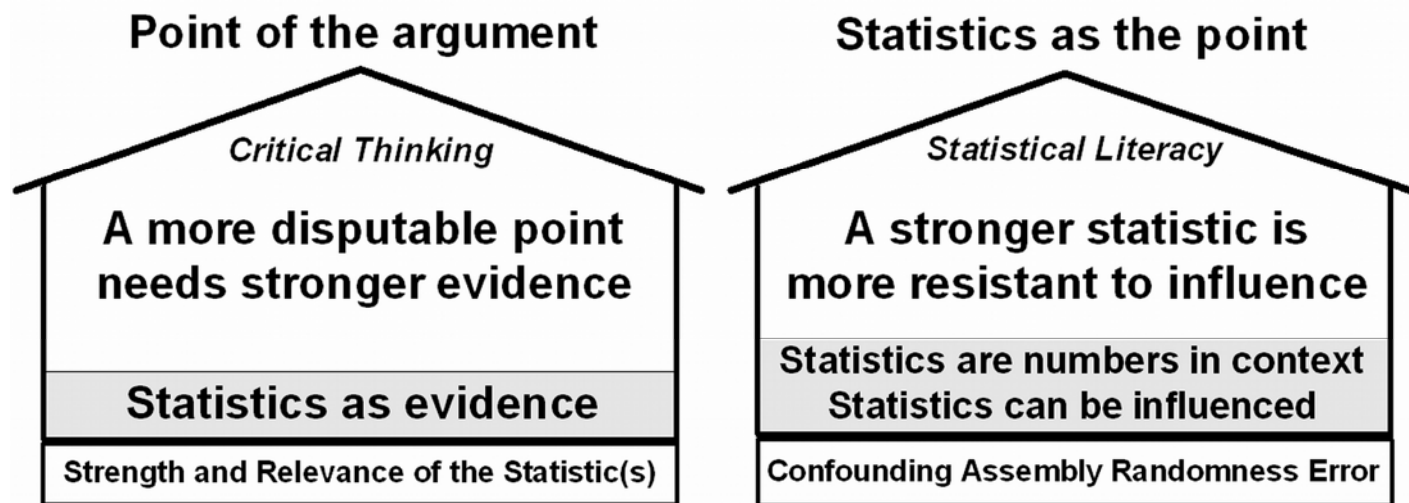 Point of the argument
Critical Thinking
A more disputable point
needs stronger evidence
Statistics as evidence
Strength and Relevance of the Statistic(s)
Statistics as the point
Statistical Literacy
A stronger statistic is
more resistant to influence
Statistics are numbers in context
Statistics can be influenced
Confounding Assembly Randomness Error